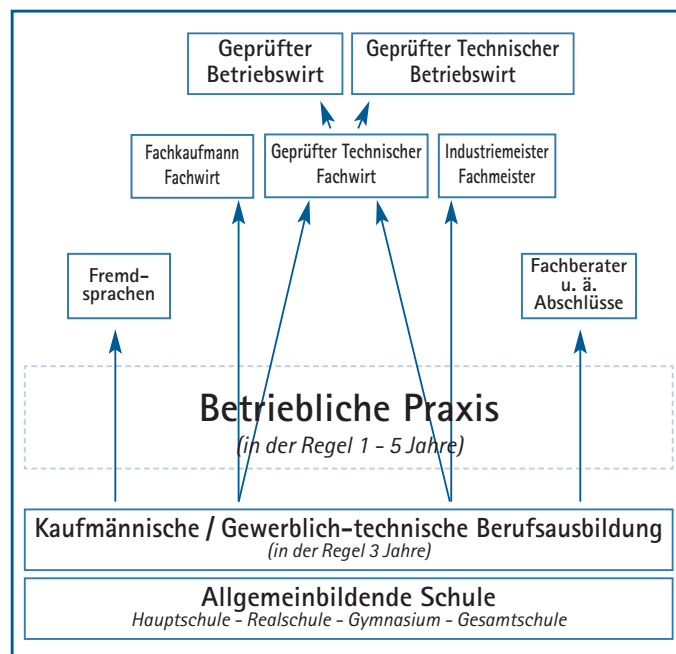 Geprüfter
Betriebswirt
Geprüfter Technischer
Betriebswirt
Fachkaufmann
Fachwirt
Geprüfter Technischer
Fachwirt
Industriemeister
Fachmeister
Fremd-
sprachen
Fachberater
u. ä.
Abschlüsse
Betriebliche Praxis
(in der Regel 1 - 5 Jahre)
Kaufmännische / Gewerblich-technische Berufsausbildung
(in der Regel 3 Jahre)
Allgemeinbildende Schule
Hauptschule - Realschule - Gymnasium - Gesamtschule